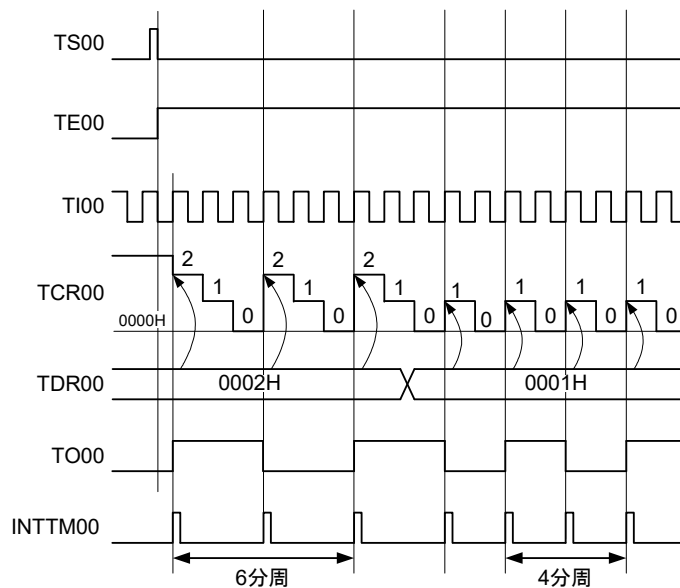 TS00
TE00
TI00
TCR00
2 2 2
1 1 1 1 1 1 1
0 0 0 0 0 0 0
0000H
TDR00
0002H 0001H
TO00
INTTM00
6分周 4分周